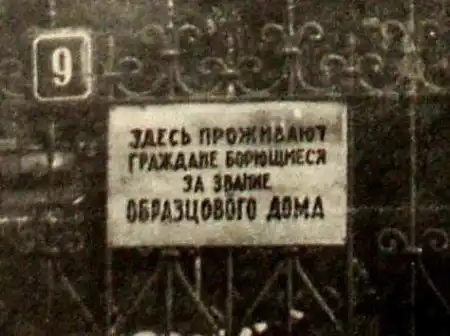 9
ЗДЕСЬ ПРОЖИВАЮТ
ГРАЖДАНЕ БОРЮЩИЕСЯ
ЗА ЗВАНИЕ
ОБРАЗЦОВОГО ДОМА